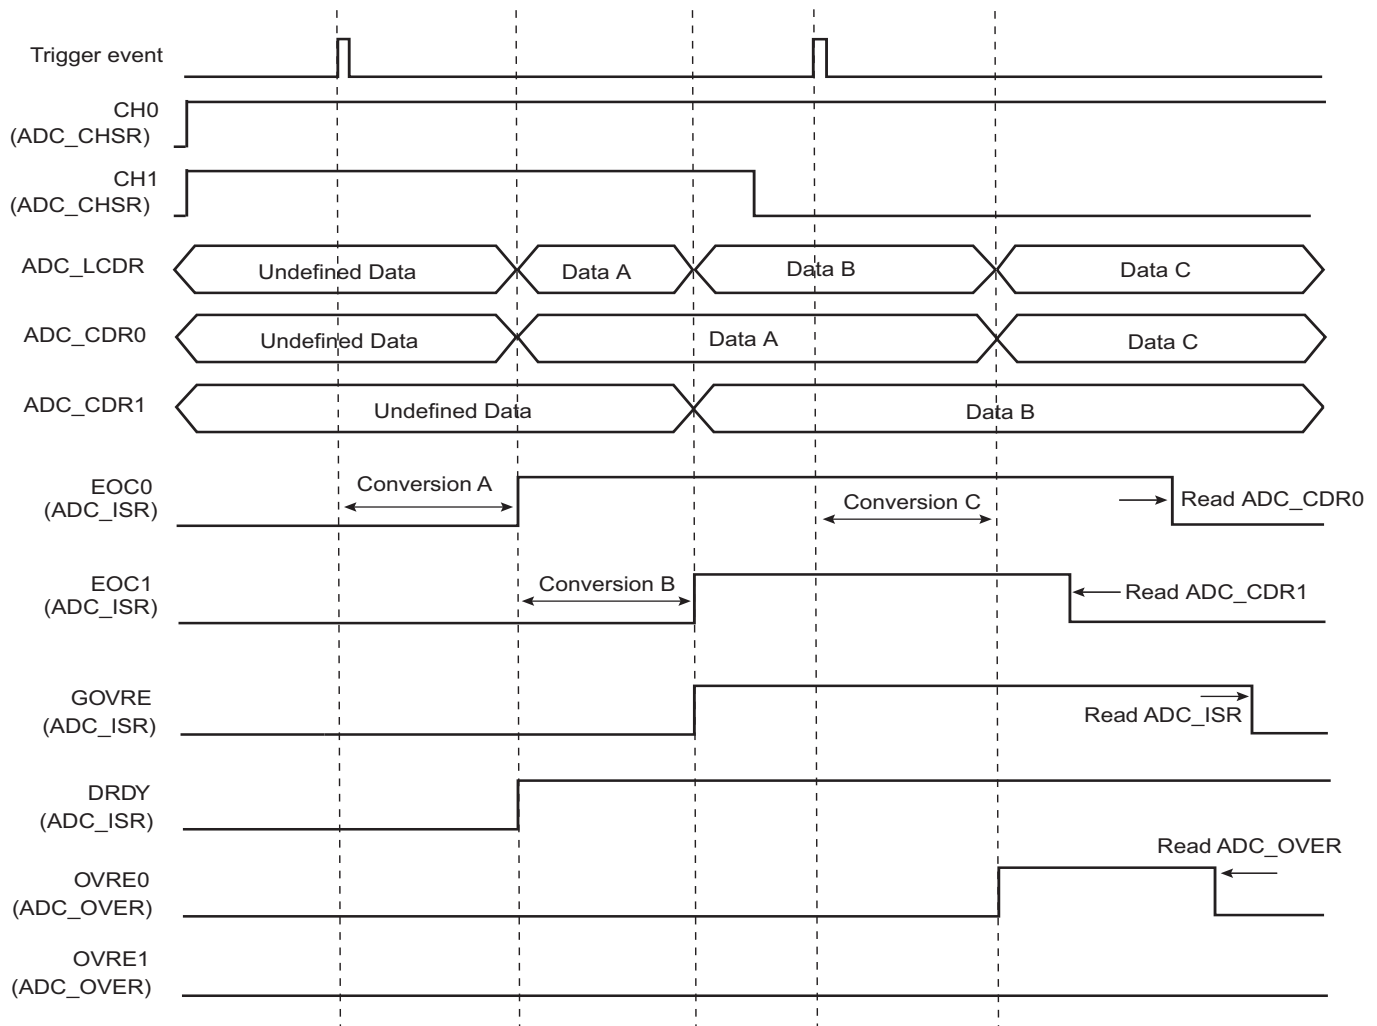 Trigger event
CH0
(ADC_CHSR)
CH1
(ADC_CHSR)
ADC_LCDR
Undefined Data
Data A
Data B
Data C
ADC_CDR0
Undefined Data
Data A
Data C
ADC_CDR1
Undefined Data
Data B
EOC0
(ADC_ISR)
Conversion A
Conversion C
Read ADC_CDR0
EOC1
(ADC_ISR)
Conversion B
Read ADC_CDR1
GOVRE
(ADC_ISR)
Read ADC_ISR
DRDY
(ADC_ISR)
Read ADC_OVER
OVRE0
(ADC_OVER)
OVRE1
(ADC_OVER)